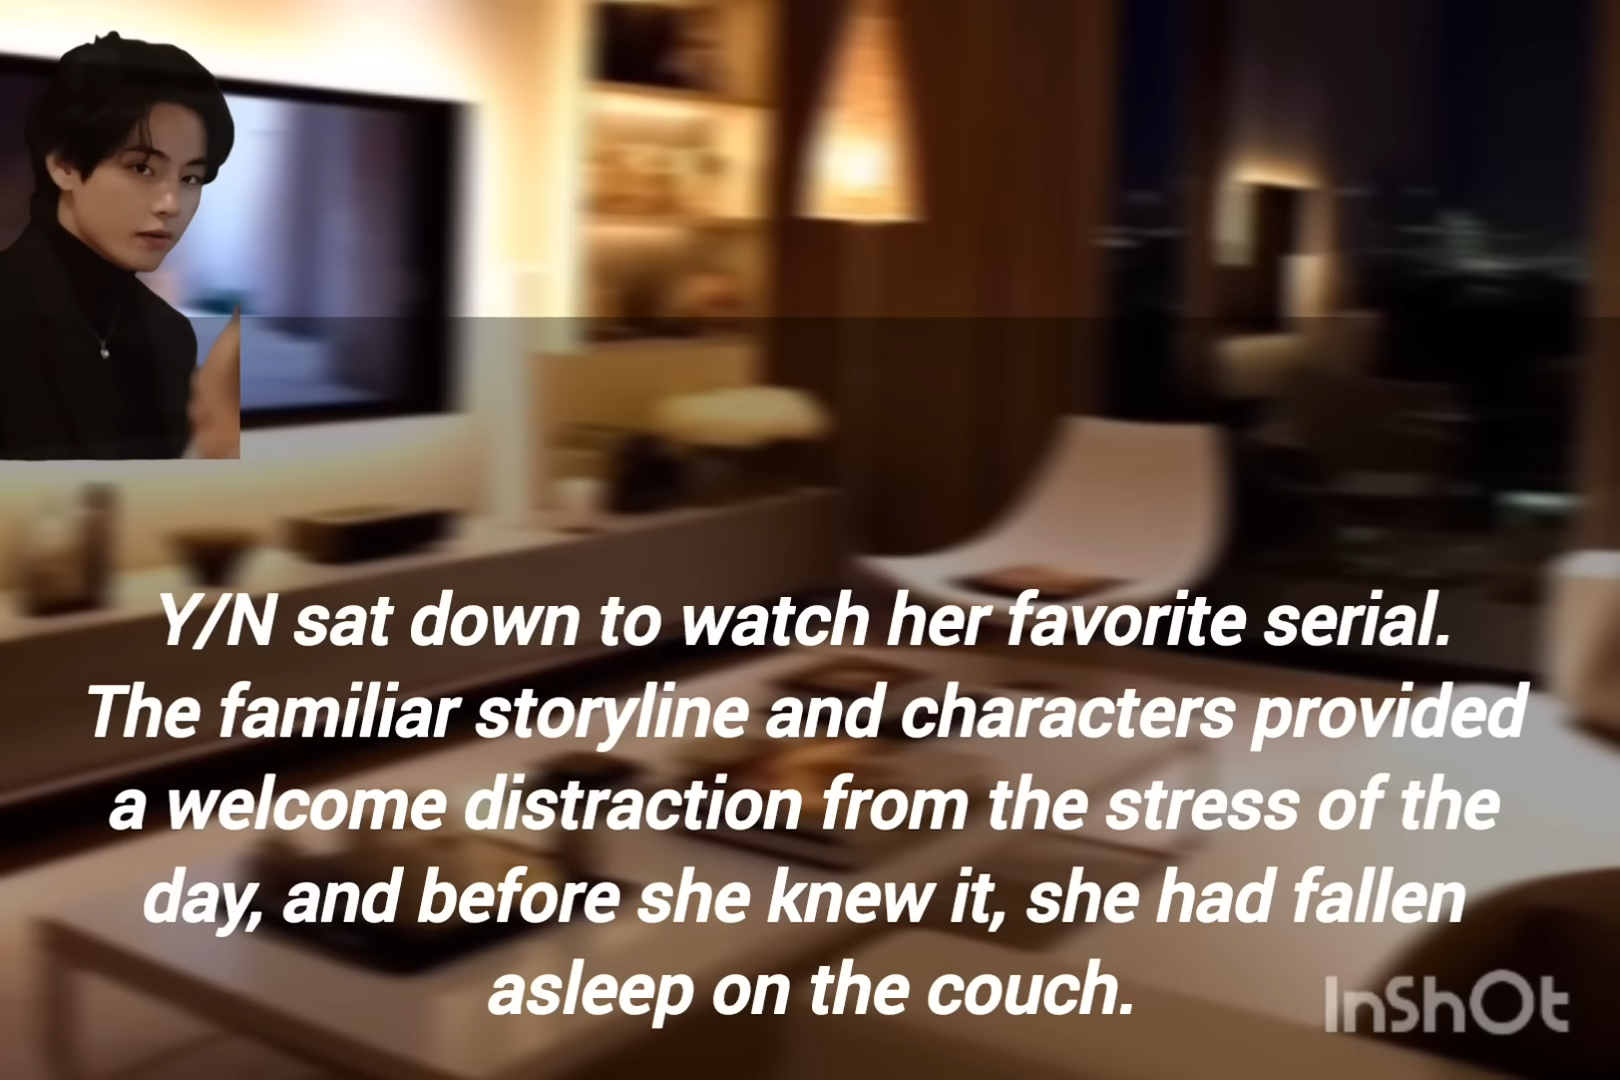 Y/N sat down to watch her favorite serial.
The familiar storyline and characters provided
a welcome distraction from the stress of the
day, and before she knew it, she had fallen
asleep on the couch.
InShOt